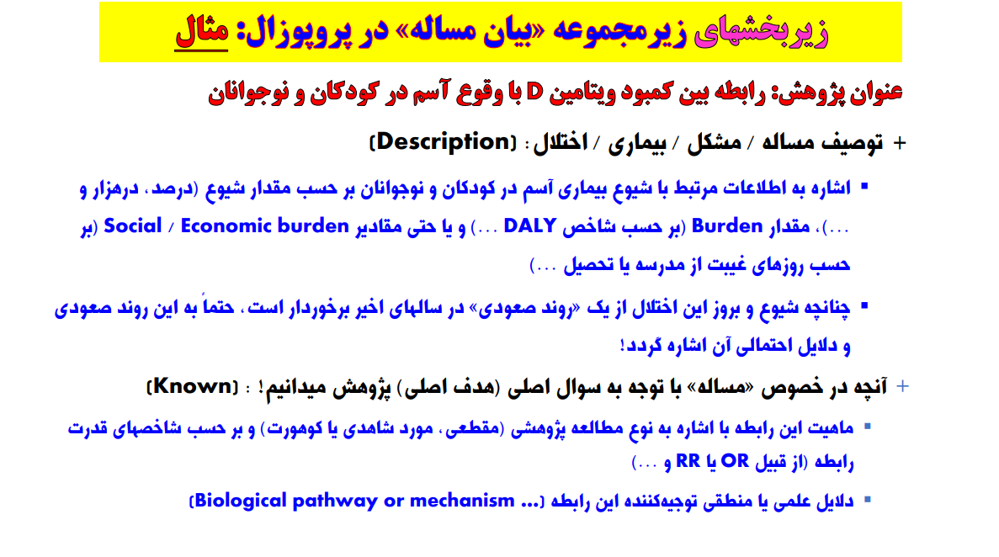 زیربخشهای زیرمجموعه «بیان مساله» در پروپوزال: مثال
عنوان پژوهش: رابطه بین کمبود ویتامین D با وقوع آسم در کودکان و نوجوانان
+ توصیف مساله / مشکل / بیماری / اختلال: (Description)
▪ اشاره به اطلاعات مرتبط با شیوع بیماری آسم در کودکان و نوجوانان بر حسب مقدار شیوع (درصد، درهزار و
...)، مقدار Burden (بر حسب شاخص DALY ...) و یا حتی مقادیر Social / Economic burden (بر
حسب روزهای غیبت از مدرسه یا تحصیل ...)
▪ چنانچه شیوع و بروز این اختلال از یک «روند صعودی» در سالهای اخیر برخوردار است، حتماً به این روند صعودی
و دلایل احتمالی آن اشاره گردد!
+ آنچه در خصوص «مساله» با توجه به سوال اصلی (هدف اصلی) پژوهش میدانیم! : (Known)
▪ ماهیت این رابطه با اشاره به نوع مطالعه پژوهشی (مقطعی، مورد شاهدی یا کوهورت) و بر حسب شاخصهای قدرت
رابطه (از قبیل OR یا RR و ...)
▪ دلایل علمی یا منطقی توجیه‌کننده این رابطه (Biological pathway or mechanism ...)